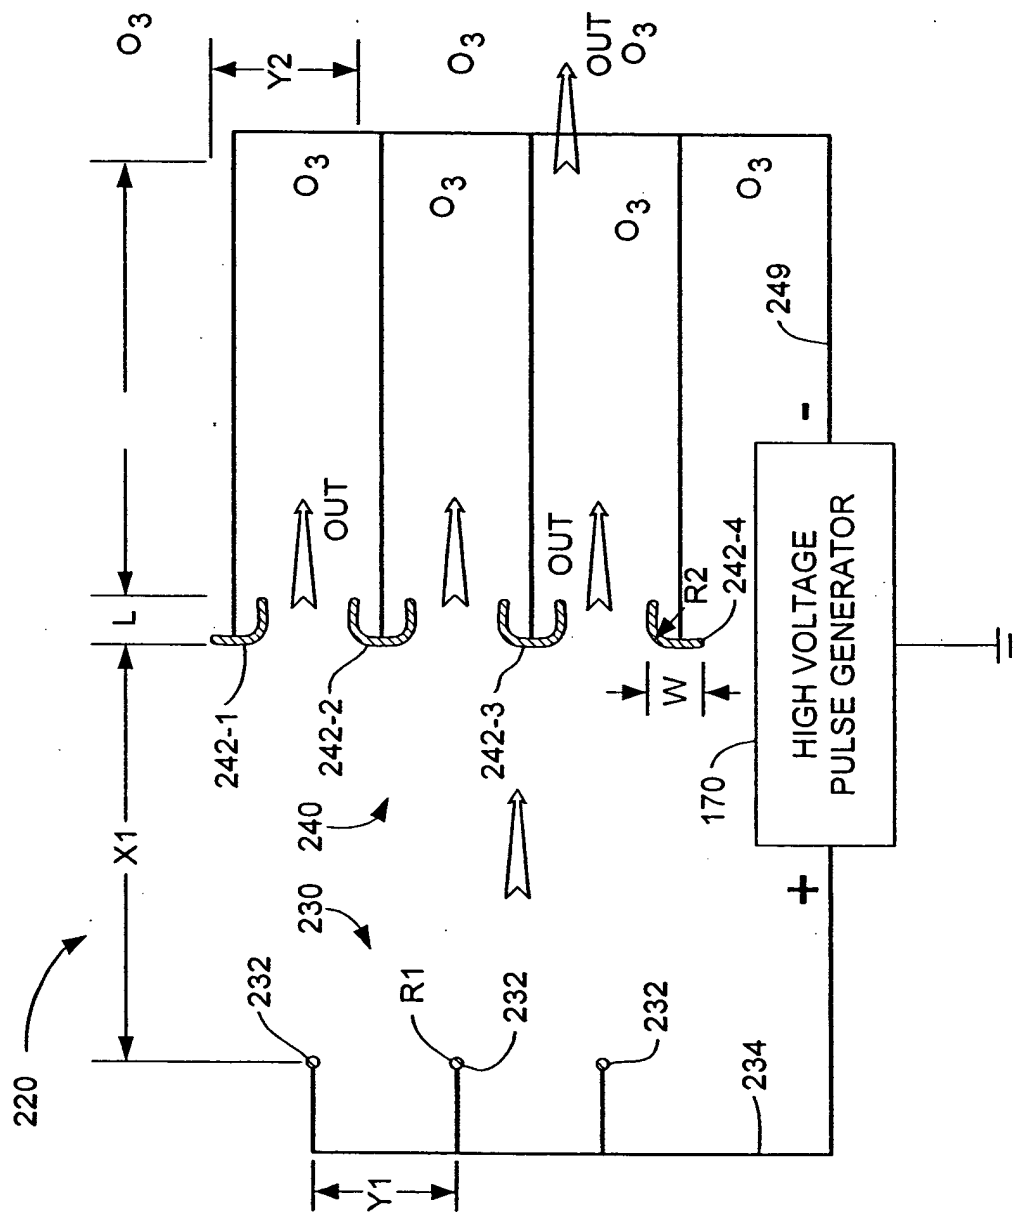 220
X1
L
Y2
O3
O3
OUT
O3
O3
O3
O3
O3
OUT
OUT
242-1
242-2
242-3
242-4
R2
W
240
230
232
R1
232
232
234
Y1
249
170
+
-
HIGH VOLTAGE
PULSE GENERATOR